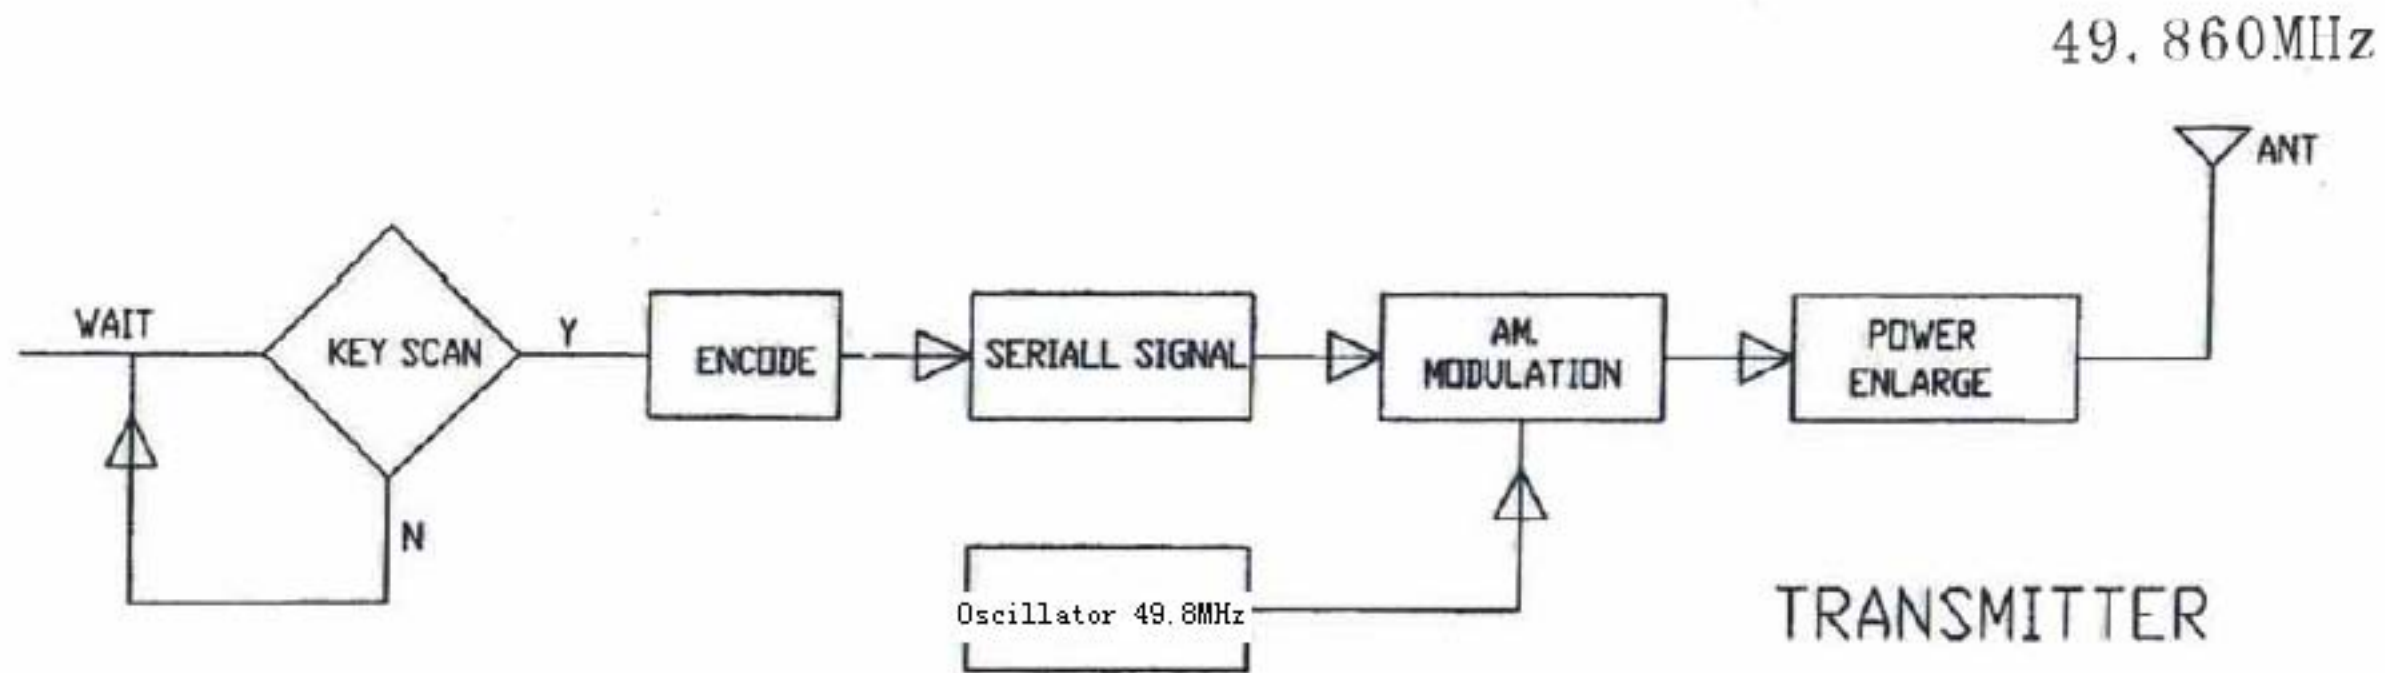 49.860MHz
ANT
WAIT
KEY SCAN
Y
N
ENCODE
SERIALL SIGNAL
AM.
MODULATION
POWER
ENLARGE
Oscillator 49.8MHz
TRANSMITTER